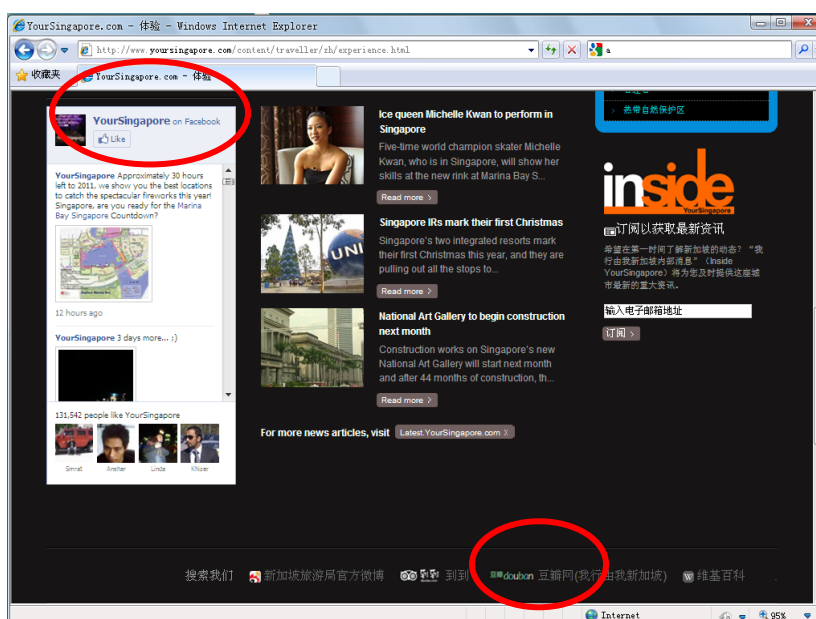 YourSingapore.com - 体验 - Windows Internet Explorer
http://www.yoursingapore.com/content/traveller/zh/experience.html
a
收藏夹
YourSingapore.com - 体验
YourSingapore on Facebook
Like
YourSingapore Approximately 30 hours
left to 2011, we show you the best locations
to catch the spectacular fireworks this year!
Singapore, are you ready for the Marina
Bay Singapore Countdown?
12 hours ago
YourSingapore 3 days more... ;)
131,542 people like YourSingapore
Simrat
Anshar
Linda
KNicer
Ice queen Michelle Kwan to perform in
Singapore
Five-time world champion skater Michelle
Kwan, who is in Singapore, will show her
skills at the new rink at Marina Bay S...
Read more >
Singapore IRs mark their first Christmas
Singapore's two integrated resorts mark
their first Christmas this year, and they are
pulling out all the stops to...
Read more >
UNI
National Art Gallery to begin construction
next month
Construction works on Singapore's new
National Art Gallery will start next month
and after 44 months of construction, th...
Read more >
For more news articles, visit Latest.YourSingapore.com
热带自然保护区
inside
YourSingapore
订阅以获取最新资讯
希望在第一时间了解新加坡的动态？“我
行由我新加坡内部消息”（Inside
YourSingapore）将为您及时提供这座城
市最新的重大资讯。
输入电子邮箱地址
订阅 >
搜索我们 新加坡旅游局官方微博 到到 豆瓣douban 豆瓣网(我行由我新加坡) W 维基百科
Internet
95%